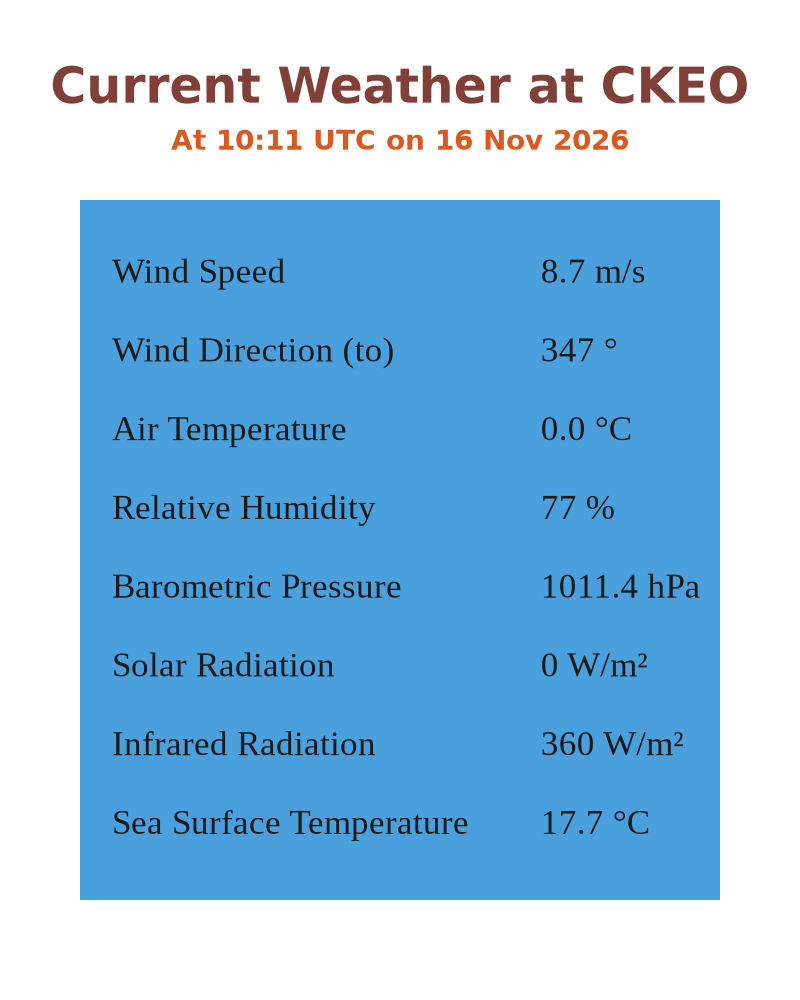 Current Weather at CKEO
At 10:11 UTC on 16 Nov 2026
Wind Speed 8.7 m/s
Wind Direction (to) 347 °
Air Temperature 0.0 °C
Relative Humidity 77 %
Barometric Pressure 1011.4 hPa
Solar Radiation 0 W/m²
Infrared Radiation 360 W/m²
Sea Surface Temperature 17.7 °C